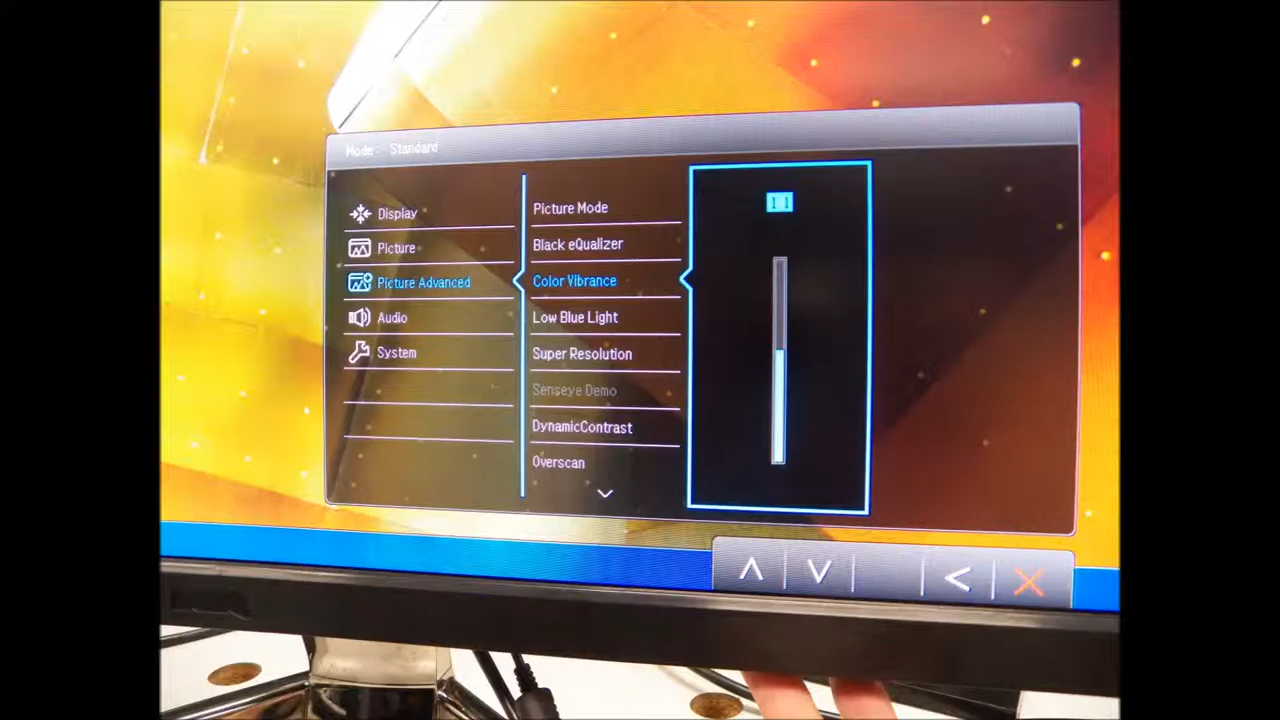 Mode: Standard
Display
Picture
Picture Advanced
Audio
System
Picture Mode
Black eQualizer
Color Vibrance
Low Blue Light
Super Resolution
Senseye Demo
DynamicContrast
Overscan
11